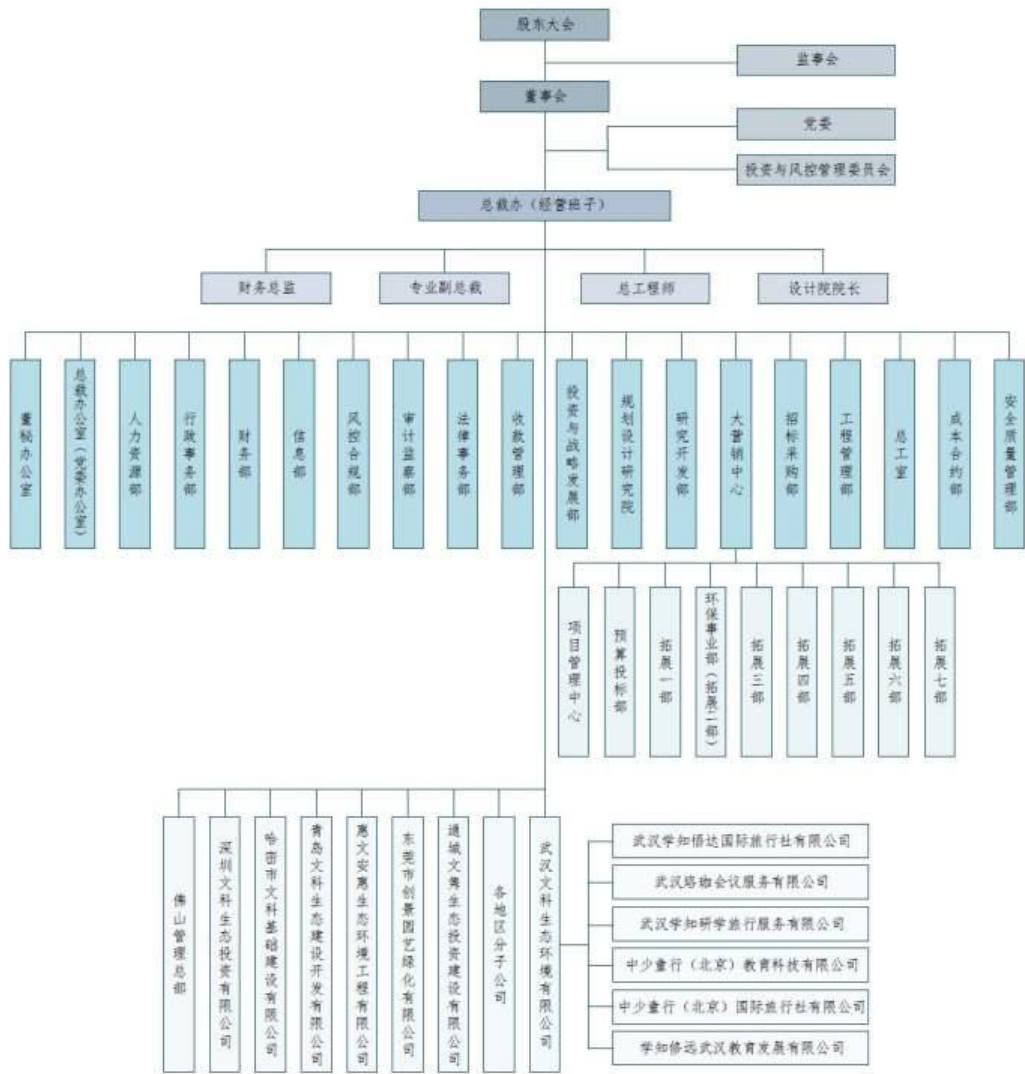 股东大会
监事会
董事会
党委
投资与风控管理委员会
总裁办（经营班子）
财务总监
专业副总裁
总工程师
设计院院长
董秘办公室
总裁办公室（党委办公室）
人力资源部
行政事务部
财务部
信息部
风控合规部
审计监察部
法律事务部
收款管理部
投资与战略发展部
规划设计研究院
研究开发部
大营销中心
招标采购部
工程管理部
总工室
成本合约部
安全质量管理部
项目管理中心
预算投标部
拓展一部
环保事业部（拓展二部）
拓展三部
拓展四部
拓展五部
拓展六部
拓展七部
佛山管理总部
深圳文科生态投资有限公司
哈密市文科基础建设有限公司
青岛文科生态建设开发有限公司
惠文安惠生态环境工程有限公司
东莞市创景园艺绿化有限公司
通城文隽生态投资建设有限公司
各地区分子公司
武汉文科生态环境有限公司
武汉学知悟达国际旅行社有限公司
武汉珞珈会议服务有限公司
武汉学知研学旅行服务有限公司
中少童行（北京）教育科技有限公司
中少童行（北京）国际旅行社有限公司
学知修远武汉教育发展有限公司